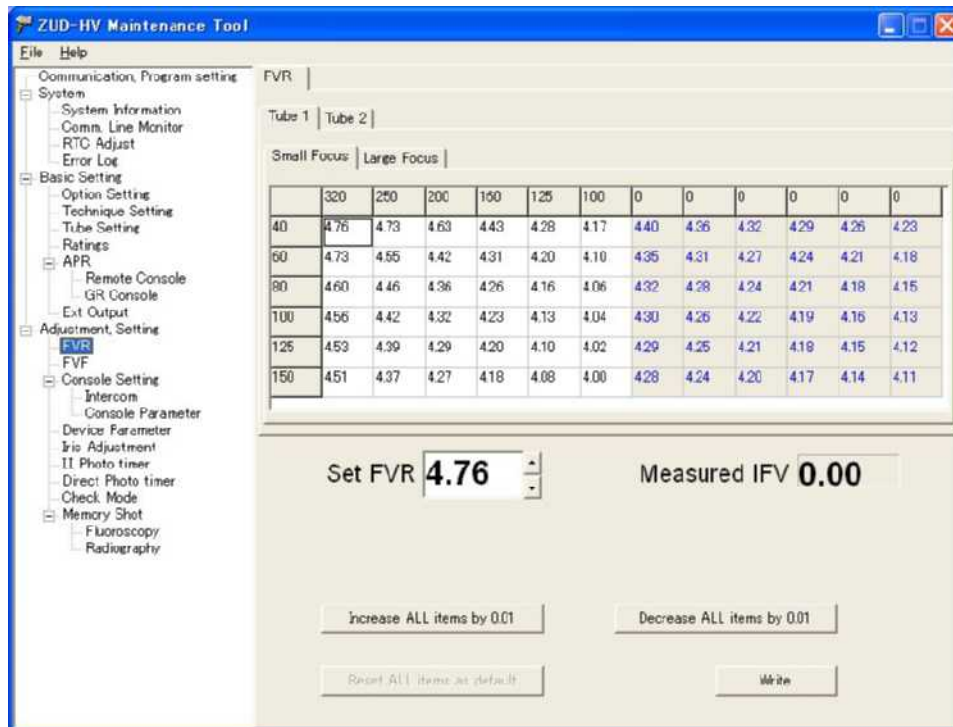 ZUD-HV Maintenance Tool
File Help
Communication, Program setting
System
System Information
Comm. Line Monitor
RTC Adjust
Error Log
Basic Setting
Option Setting
Technique Setting
Tube Setting
Ratings
APR
Remote Console
GR Console
Ext Output
Adjustment, Setting
FVR
FVF
Console Setting
Intercom
Console Parameter
Device Parameter
Iris Adjustment
II Photo timer
Direct Photo timer
Check Mode
Memory Shot
Fluoroscopy
Radiography
FVR
Tube 1 Tube 2
Small Focus Large Focus
320 250 200 160 125 100 0 0 0 0 0 0
40 4.76 4.73 4.63 4.43 4.28 4.17 4.40 4.36 4.32 4.29 4.26 4.23
60 4.73 4.55 4.42 4.31 4.20 4.10 4.35 4.31 4.27 4.24 4.21 4.18
80 4.60 4.46 4.36 4.26 4.16 4.06 4.32 4.28 4.24 4.21 4.18 4.15
100 4.56 4.42 4.32 4.23 4.13 4.04 4.30 4.26 4.22 4.19 4.16 4.13
125 4.53 4.39 4.29 4.20 4.10 4.02 4.29 4.25 4.21 4.18 4.15 4.12
150 4.51 4.37 4.27 4.18 4.08 4.00 4.28 4.24 4.20 4.17 4.14 4.11
Set FVR 4.76 Measured IFV 0.00
Increase ALL items by 0.01 Decrease ALL items by 0.01
Reset ALL items as default Write